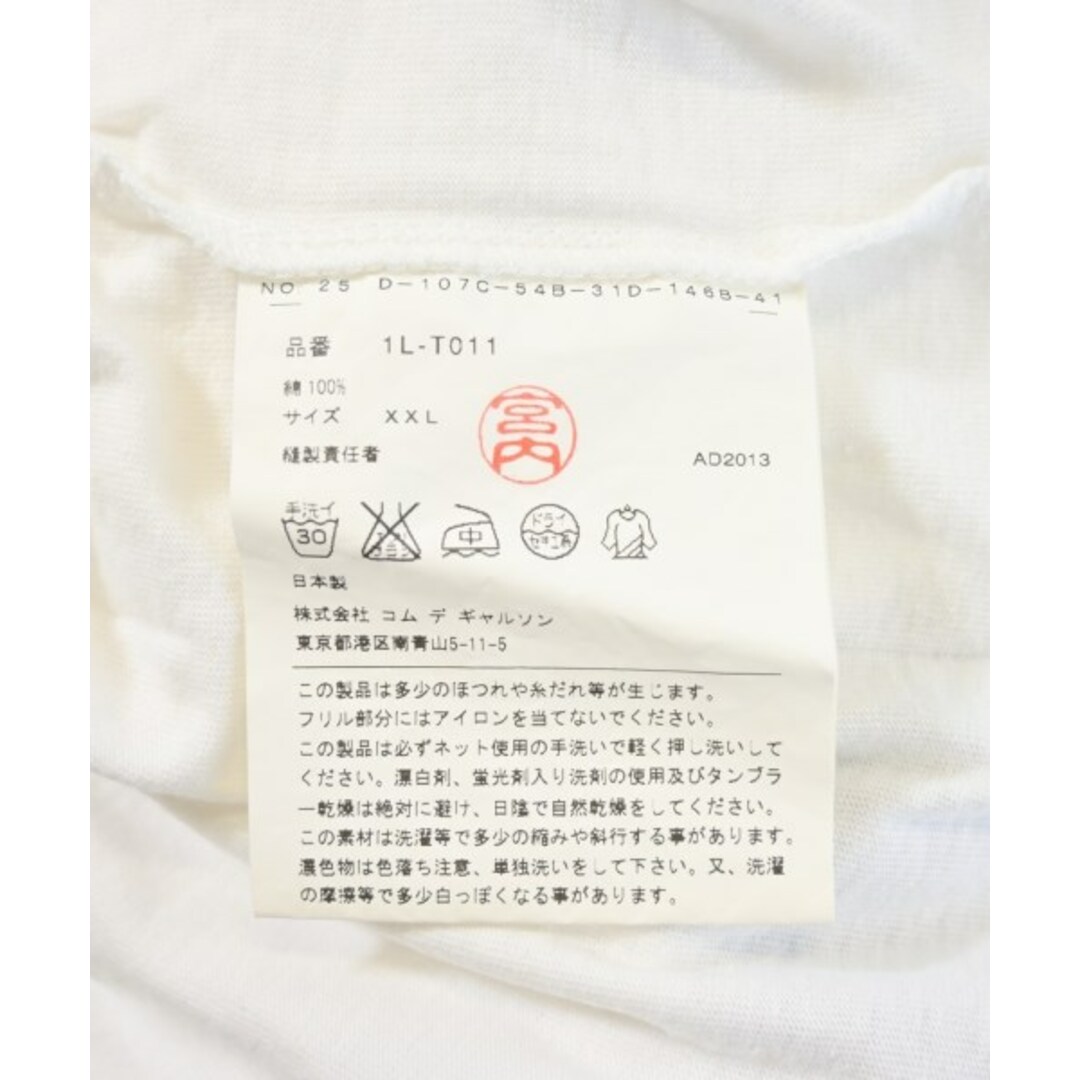 NO. 25 D-107C-54B-31D-146B-41
品番 1L-T011
綿100%
サイズ XXL
縫製責任者
宮内
AD2013
手洗イ
30
中
ドライ
日本製
株式会社 コム デ ギャルソン
東京都港区南青山5-11-5
この製品は多少のほつれや糸だれ等が生じます。
フリル部分にはアイロンを当てないでください。
この製品は必ずネット使用の手洗いで軽く押し洗いして
ください。漂白剤、蛍光剤入り洗剤の使用及びタンブラ
ー乾燥は絶対に避け、日陰で自然乾燥をしてください。
この素材は洗濯等で多少の縮みや斜行する事があります。
濃色物は色落ち注意、単独洗いをして下さい。又、洗濯
の摩擦等で多少白っぽくなる事があります。